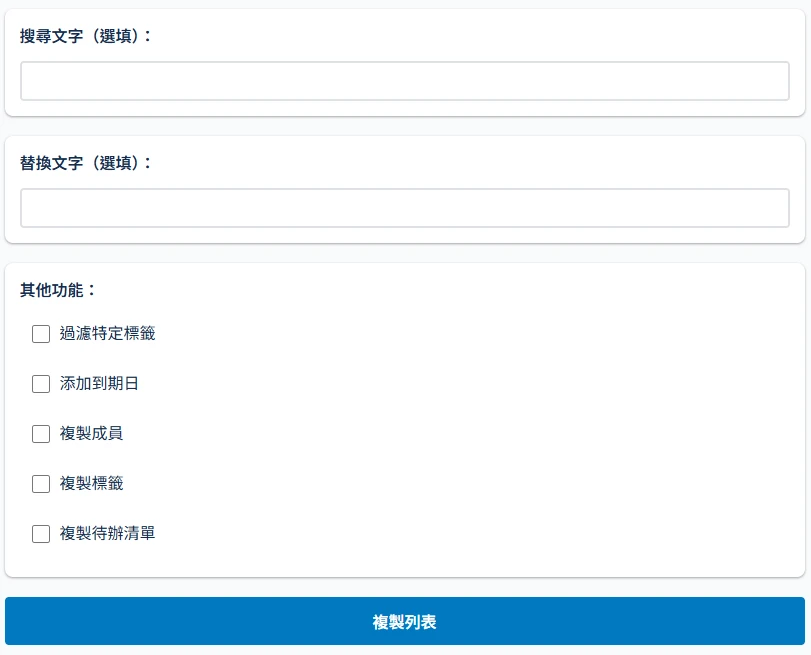 搜尋文字（選填）：
替換文字（選填）：
其他功能：
過濾特定標籤
添加到期日
複製成員
複製標籤
複製待辦清單
複製列表